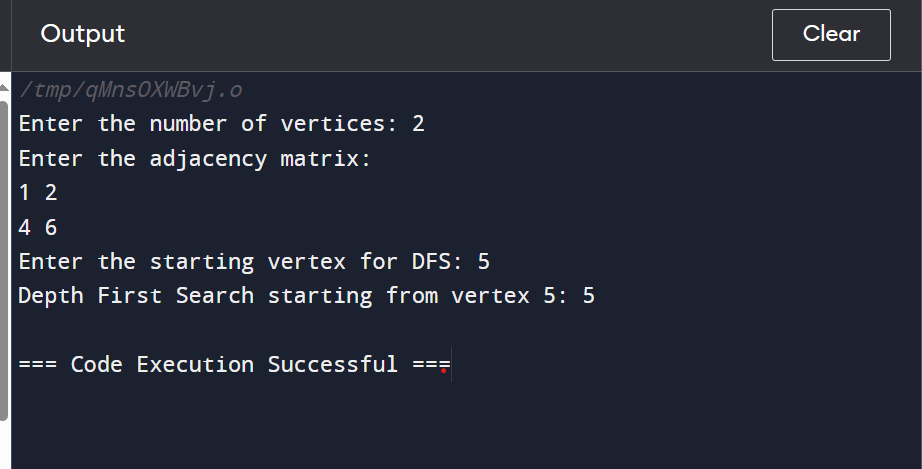 Output
Clear
/tmp/qMnsOXWBvj.o
Enter the number of vertices: 2
Enter the adjacency matrix:
1 2
4 6
Enter the starting vertex for DFS: 5
Depth First Search starting from vertex 5: 5
=== Code Execution Successful ===